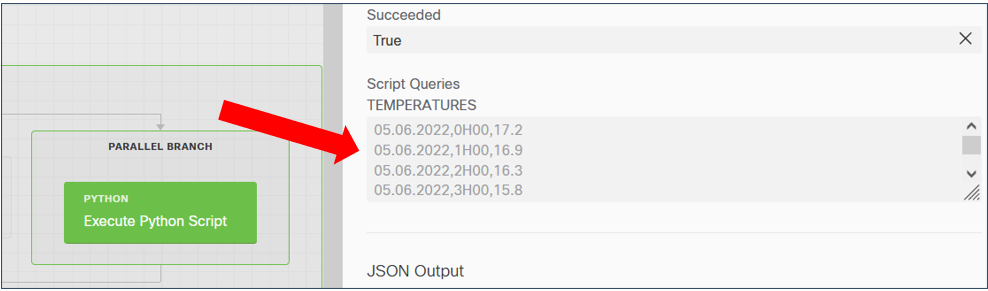 Succeeded
True
Script Queries
TEMPERATURES
05.06.2022,0H00,17.2
05.06.2022,1H00,16.9
05.06.2022,2H00,16.3
05.06.2022,3H00,15.8
PARALLEL BRANCH
PYTHON
Execute Python Script
JSON Output